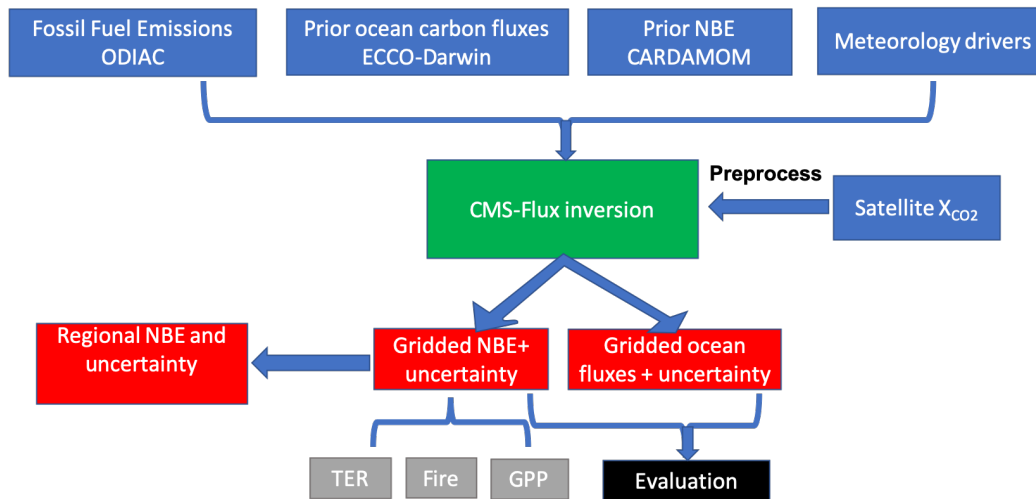 Fossil Fuel Emissions
ODIAC
Prior ocean carbon fluxes
ECCO-Darwin
Prior NBE
CARDAMOM
Meteorology drivers
Preprocess
CMS-Flux inversion
Satellite X_CO2
Regional NBE and
uncertainty
Gridded NBE+
uncertainty
Gridded ocean
fluxes + uncertainty
TER
Fire
GPP
Evaluation